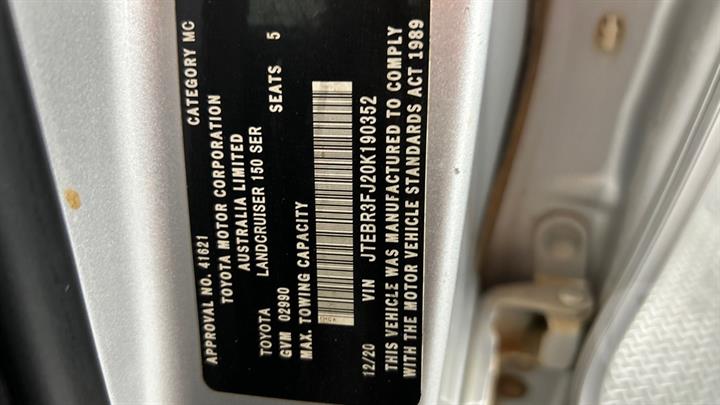 APPROVAL NO. 41621 CATEGORY MC
TOYOTA MOTOR CORPORATION
AUSTRALIA LIMITED
TOYOTA LANDCRUISER 150 SER
GVM 02990 SEATS 5
MAX. TOWING CAPACITY
12/20 VIN JTEBR3FJ20K190352
THIS VEHICLE WAS MANUFACTURED TO COMPLY
WITH THE MOTOR VEHICLE STANDARDS ACT 1989